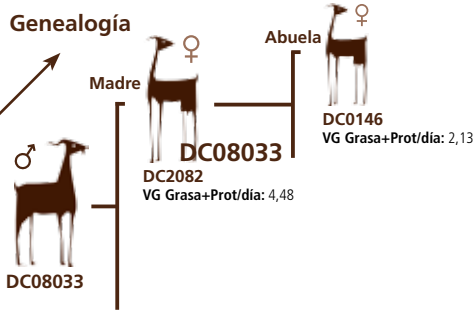 Genealogía
Abuela
Madre
DC0146
VG Grasa+Prot/día: 2,13
DC08033
DC2082
VG Grasa+Prot/día: 4,48
DC08033